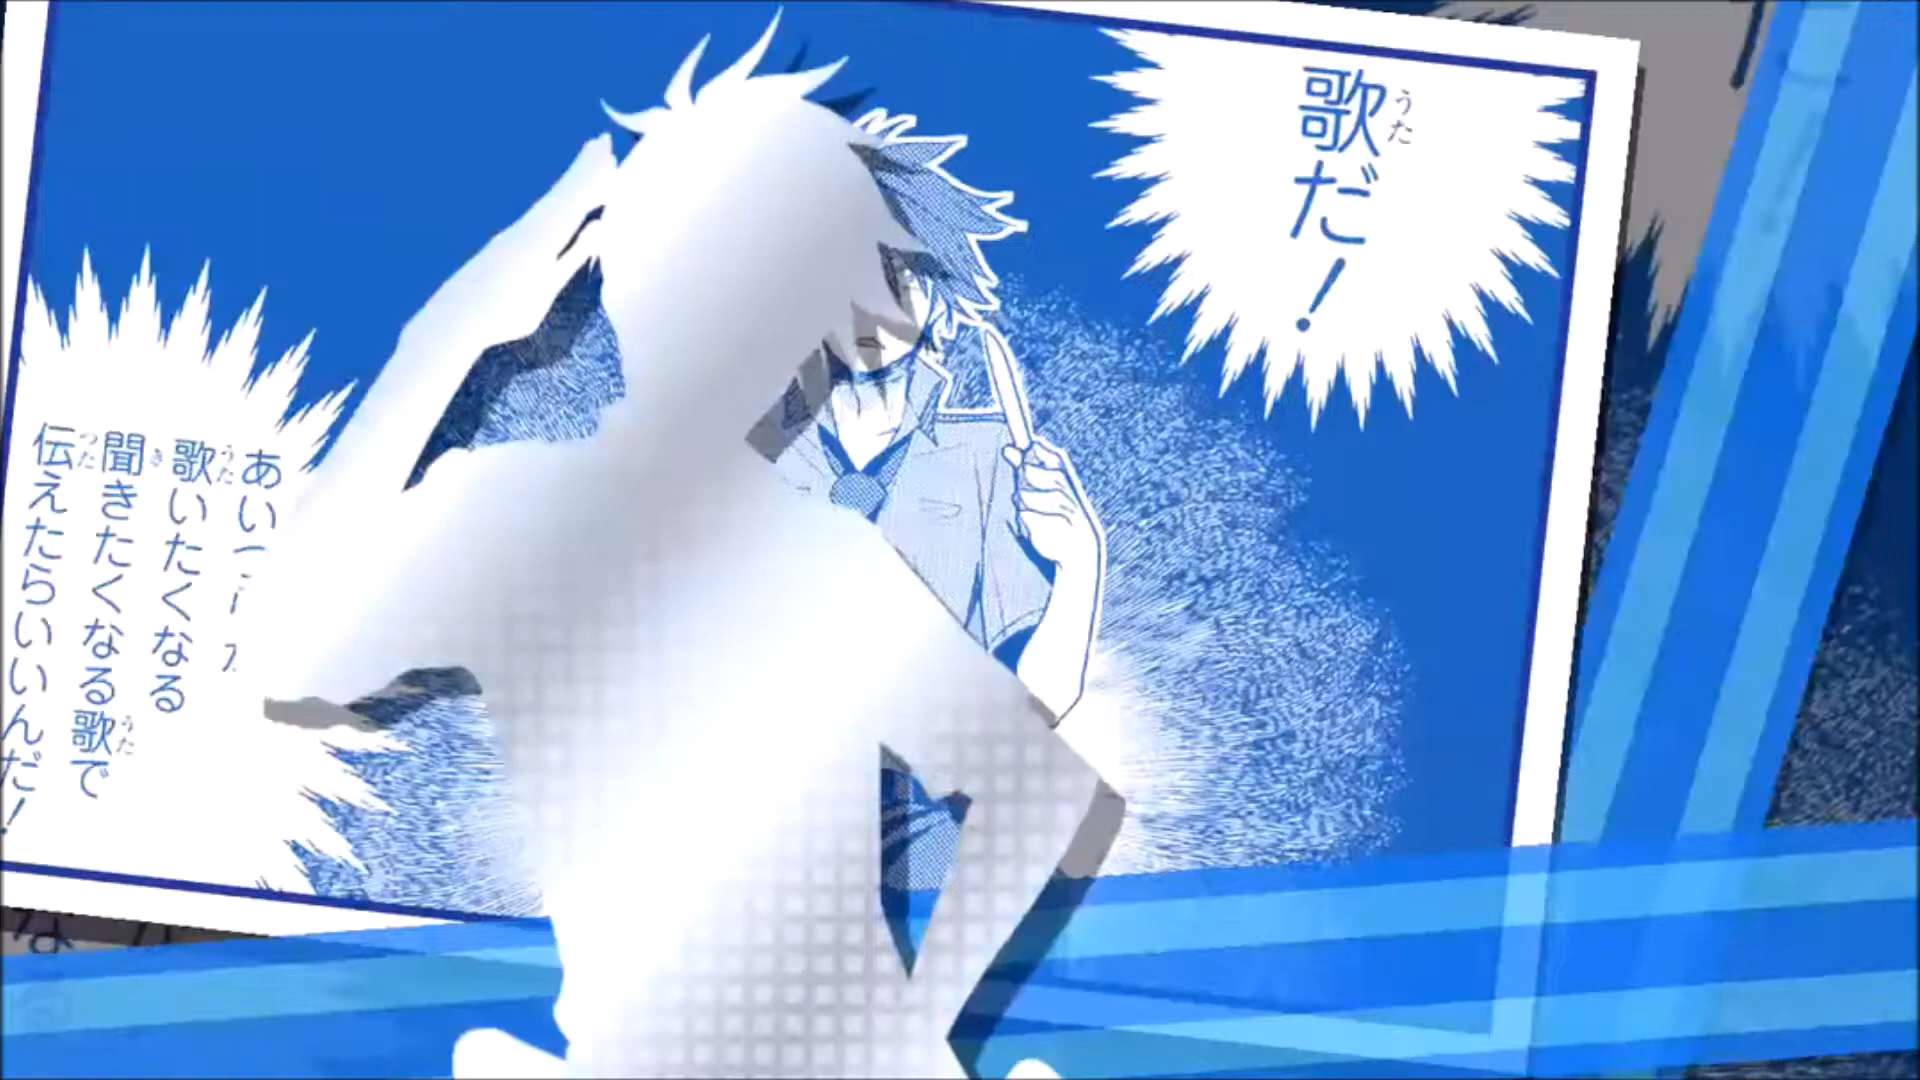 歌だ!
あい
歌いたくなる
聞きたくなる歌で
伝えたらいいんだ!